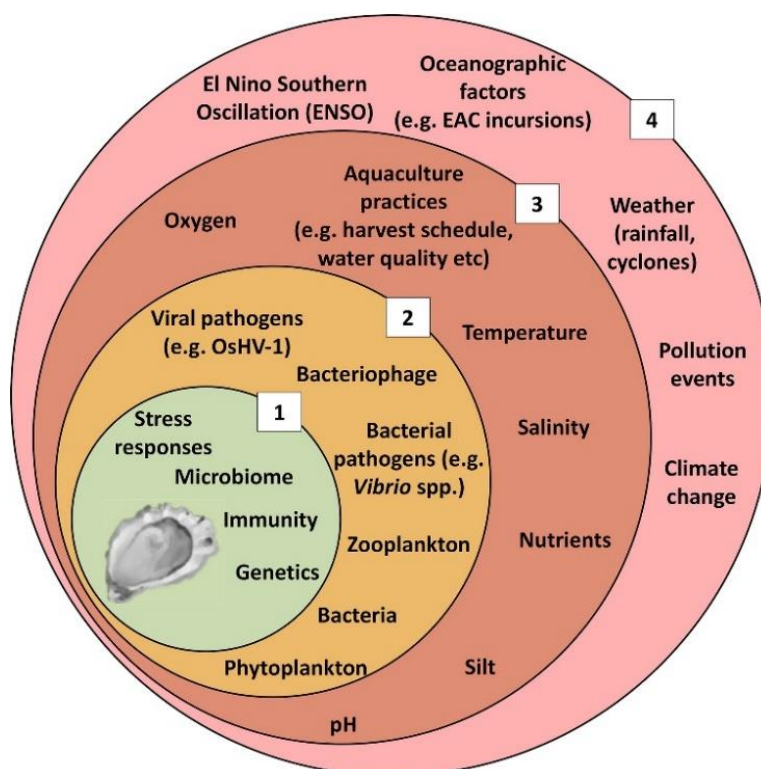 El Nino Southern
Oscillation (ENSO)
Oceanographic
factors
(e.g. EAC incursions)
4
Weather
(rainfall,
cyclones)
Pollution
events
Climate
change
Aquaculture
practices
(e.g. harvest schedule,
water quality etc)
3
Oxygen
Temperature
Salinity
Nutrients
Silt
pH
Viral pathogens
(e.g. OsHV-1)
2
Bacteriophage
Bacterial
pathogens (e.g.
Vibrio spp.)
Zooplankton
Bacteria
Phytoplankton
1
Stress
responses
Microbiome
Immunity
Genetics